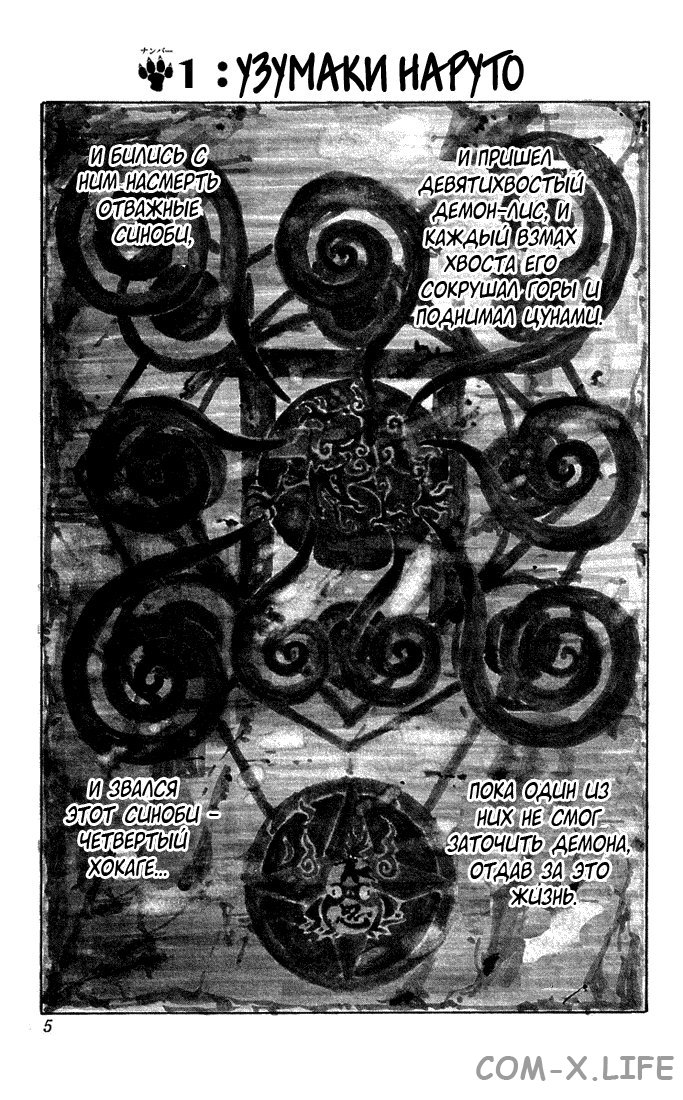 ナンバー
1 : УЗУМАКИ НАРУТО
И ПРИШЕЛ
ДЕВЯТИХВОСТЫЙ
ДЕМОН-ЛИС, И
КАЖДЫЙ ВЗМАХ
ХВОСТА ЕГО
СОКРУШАЛ ГОРЫ И
ПОДНИМАЛ ЦУНАМИ.
И БИЛИСЬ С
НИМ НАСМЕРТЬ
ОТВАЖНЫЕ
СИНОБИ,
ПОКА ОДИН ИЗ
НИХ НЕ СМОГ
ЗАТОЧИТЬ ДЕМОНА,
ОТДАВ ЗА ЭТО
ЖИЗНЬ.
И ЗВАЛСЯ
ЭТОТ СИНОБИ –
ЧЕТВЕРТЫЙ
ХОКАГЕ...
5
COM-X.LIFE